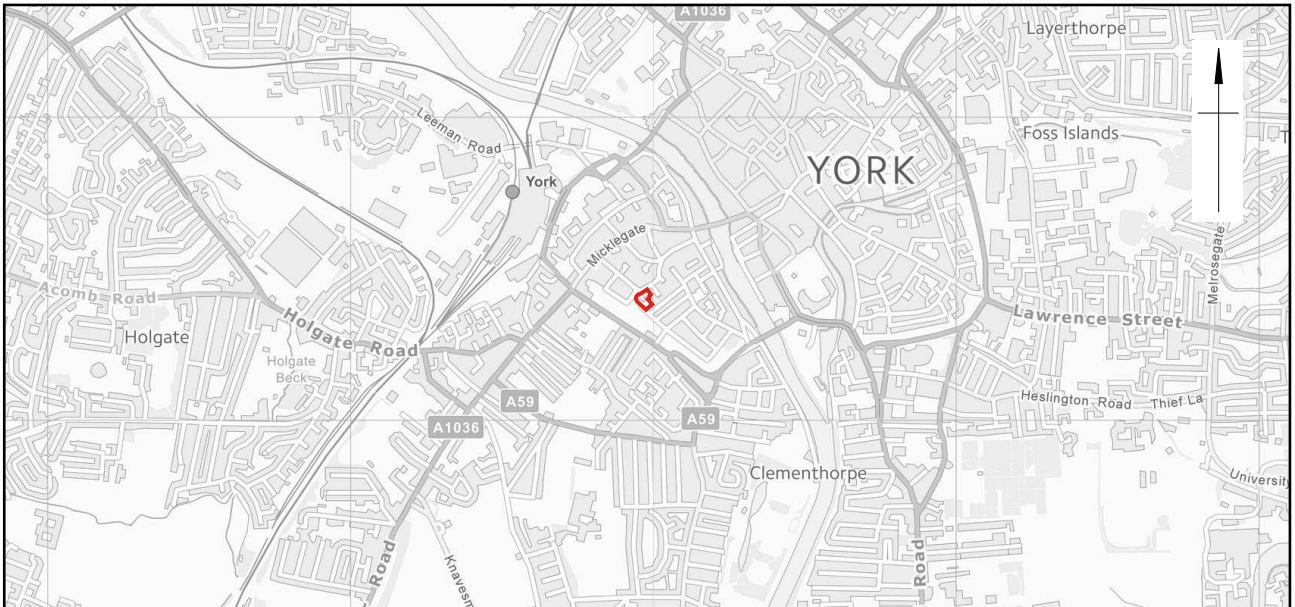 A1036
Layerthorpe
Leeman Road
Foss Islands
York
YORK
Micklegate
Melrosegate
Acomb Road
Holgate Road
Holgate
Lawrence Street
Holgate
Beck
Heslington Road
Thief La
A59
A59
A1036
Clementhorpe
University
Road
Road
Knavesm